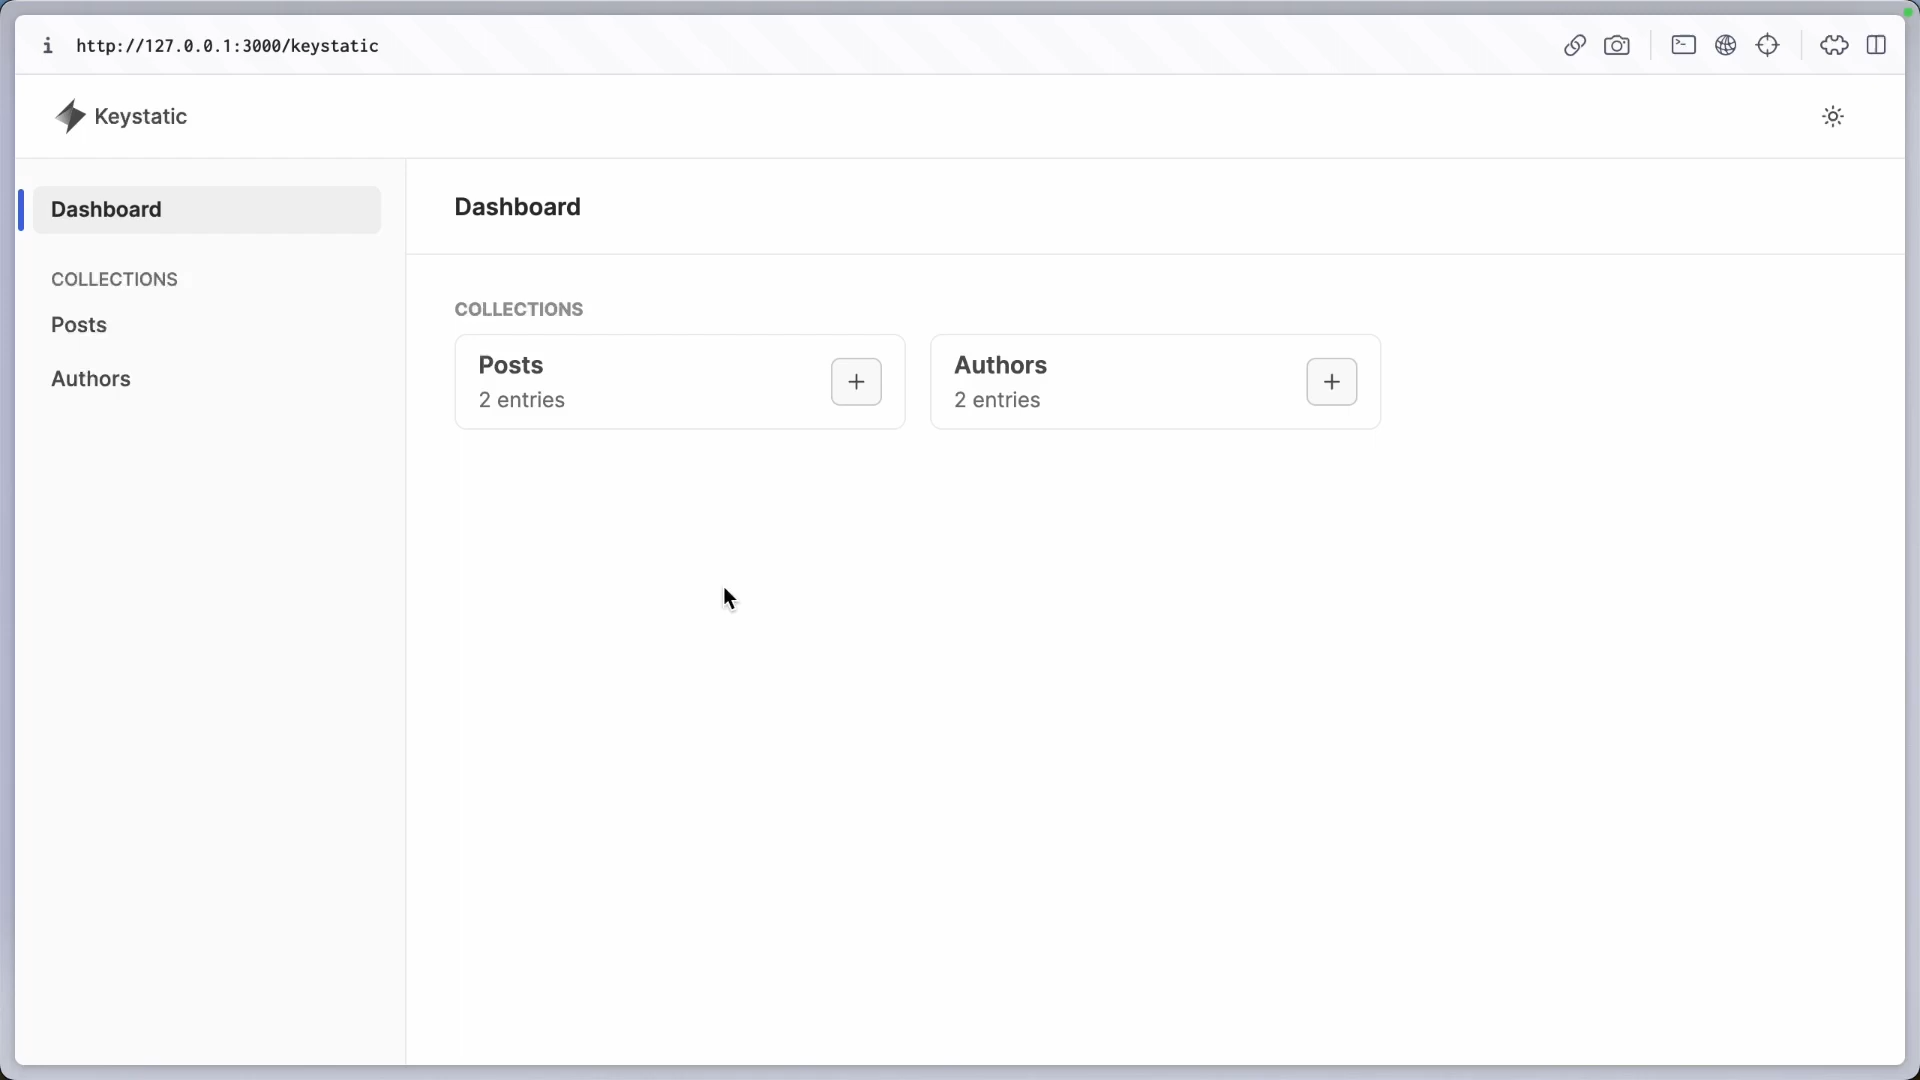 http://127.0.0.1:3000/keystatic
Keystatic
Dashboard
COLLECTIONS
Posts
Authors
Dashboard
COLLECTIONS
Posts
2 entries
Authors
2 entries